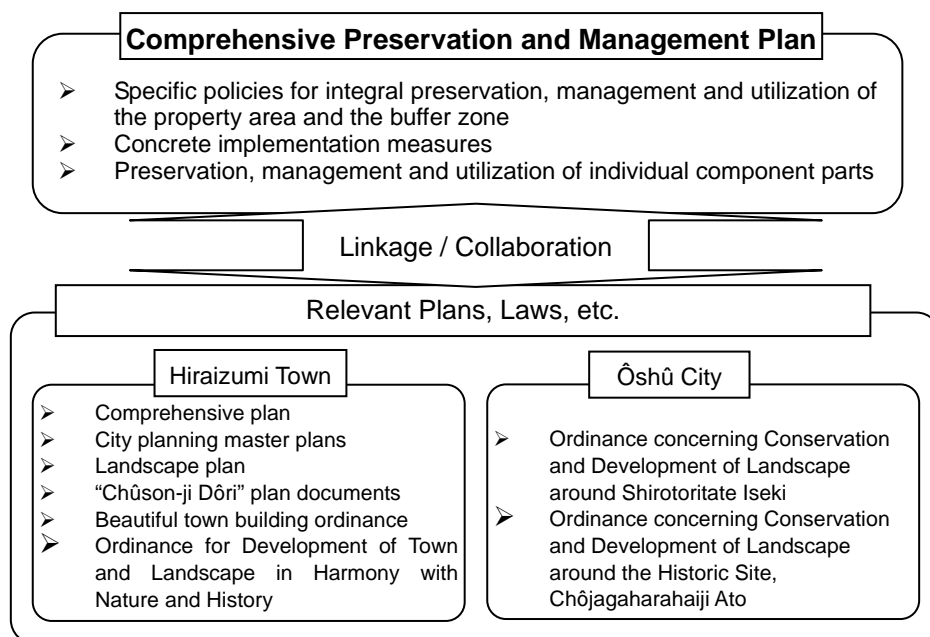 Comprehensive Preservation and Management Plan
➢ Specific policies for integral preservation, management and utilization of
the property area and the buffer zone
➢ Concrete implementation measures
➢ Preservation, management and utilization of individual component parts
Linkage / Collaboration
Relevant Plans, Laws, etc.
Hiraizumi Town
➢ Comprehensive plan
➢ City planning master plans
➢ Landscape plan
➢ “Chûson-ji Dôri” plan documents
➢ Beautiful town building ordinance
➢ Ordinance for Development of Town
and Landscape in Harmony with
Nature and History
Ôshû City
➢ Ordinance concerning Conservation
and Development of Landscape
around Shirotoritate Iseki
➢ Ordinance concerning Conservation
and Development of Landscape
around the Historic Site,
Chôjagaharahaiji Ato